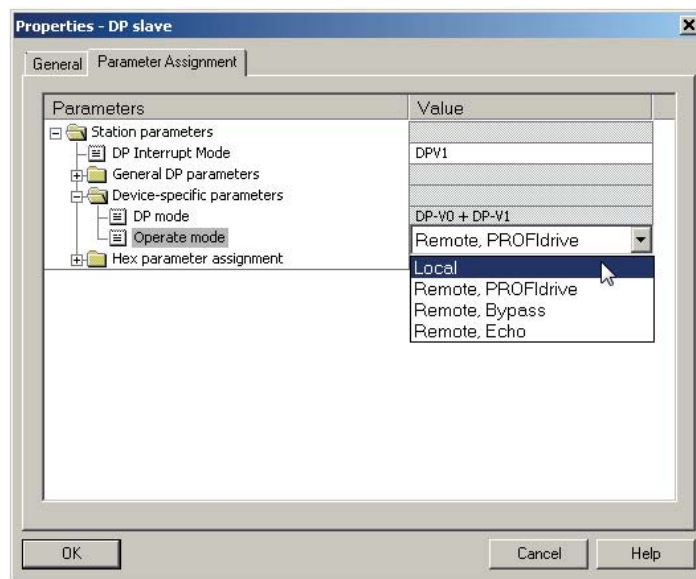 Properties - DP slave
General
Parameter Assignment
Parameters
Value
Station parameters
DP Interrupt Mode
DPV1
General DP parameters
Device-specific parameters
DP mode
DP-V0 + DP-V1
Operate mode
Remote, PROFIdrive
Hex parameter assignment
Local
Remote, PROFIdrive
Remote, Bypass
Remote, Echo
OK
Cancel
Help